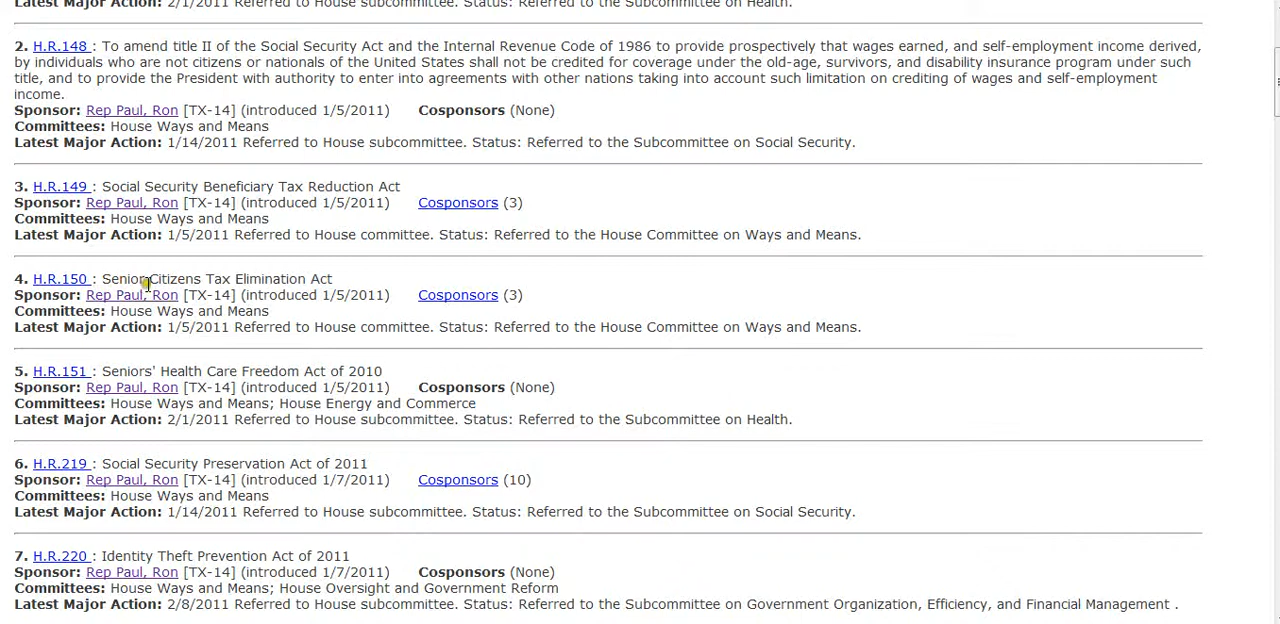 Latest Major Action: 2/1/2011 Referred to House subcommittee. Status: Referred to the Subcommittee on Health.
2. H.R.148 : To amend title II of the Social Security Act and the Internal Revenue Code of 1986 to provide prospectively that wages earned, and self-employment income derived,
by individuals who are not citizens or nationals of the United States shall not be credited for coverage under the old-age, survivors, and disability insurance program under such
title, and to provide the President with authority to enter into agreements with other nations taking into account such limitation on crediting of wages and self-employment
income.
Sponsor: Rep Paul, Ron [TX-14] (introduced 1/5/2011) Cosponsors (None)
Committees: House Ways and Means
Latest Major Action: 1/14/2011 Referred to House subcommittee. Status: Referred to the Subcommittee on Social Security.
3. H.R.149 : Social Security Beneficiary Tax Reduction Act
Sponsor: Rep Paul, Ron [TX-14] (introduced 1/5/2011) Cosponsors (3)
Committees: House Ways and Means
Latest Major Action: 1/5/2011 Referred to House committee. Status: Referred to the House Committee on Ways and Means.
4. H.R.150 : Senior Citizens Tax Elimination Act
Sponsor: Rep Paul, Ron [TX-14] (introduced 1/5/2011) Cosponsors (3)
Committees: House Ways and Means
Latest Major Action: 1/5/2011 Referred to House committee. Status: Referred to the House Committee on Ways and Means.
5. H.R.151 : Seniors' Health Care Freedom Act of 2010
Sponsor: Rep Paul, Ron [TX-14] (introduced 1/5/2011) Cosponsors (None)
Committees: House Ways and Means; House Energy and Commerce
Latest Major Action: 2/1/2011 Referred to House subcommittee. Status: Referred to the Subcommittee on Health.
6. H.R.219 : Social Security Preservation Act of 2011
Sponsor: Rep Paul, Ron [TX-14] (introduced 1/7/2011) Cosponsors (10)
Committees: House Ways and Means
Latest Major Action: 1/14/2011 Referred to House subcommittee. Status: Referred to the Subcommittee on Social Security.
7. H.R.220 : Identity Theft Prevention Act of 2011
Sponsor: Rep Paul, Ron [TX-14] (introduced 1/7/2011) Cosponsors (None)
Committees: House Ways and Means; House Oversight and Government Reform
Latest Major Action: 2/8/2011 Referred to House subcommittee. Status: Referred to the Subcommittee on Government Organization, Efficiency, and Financial Management .